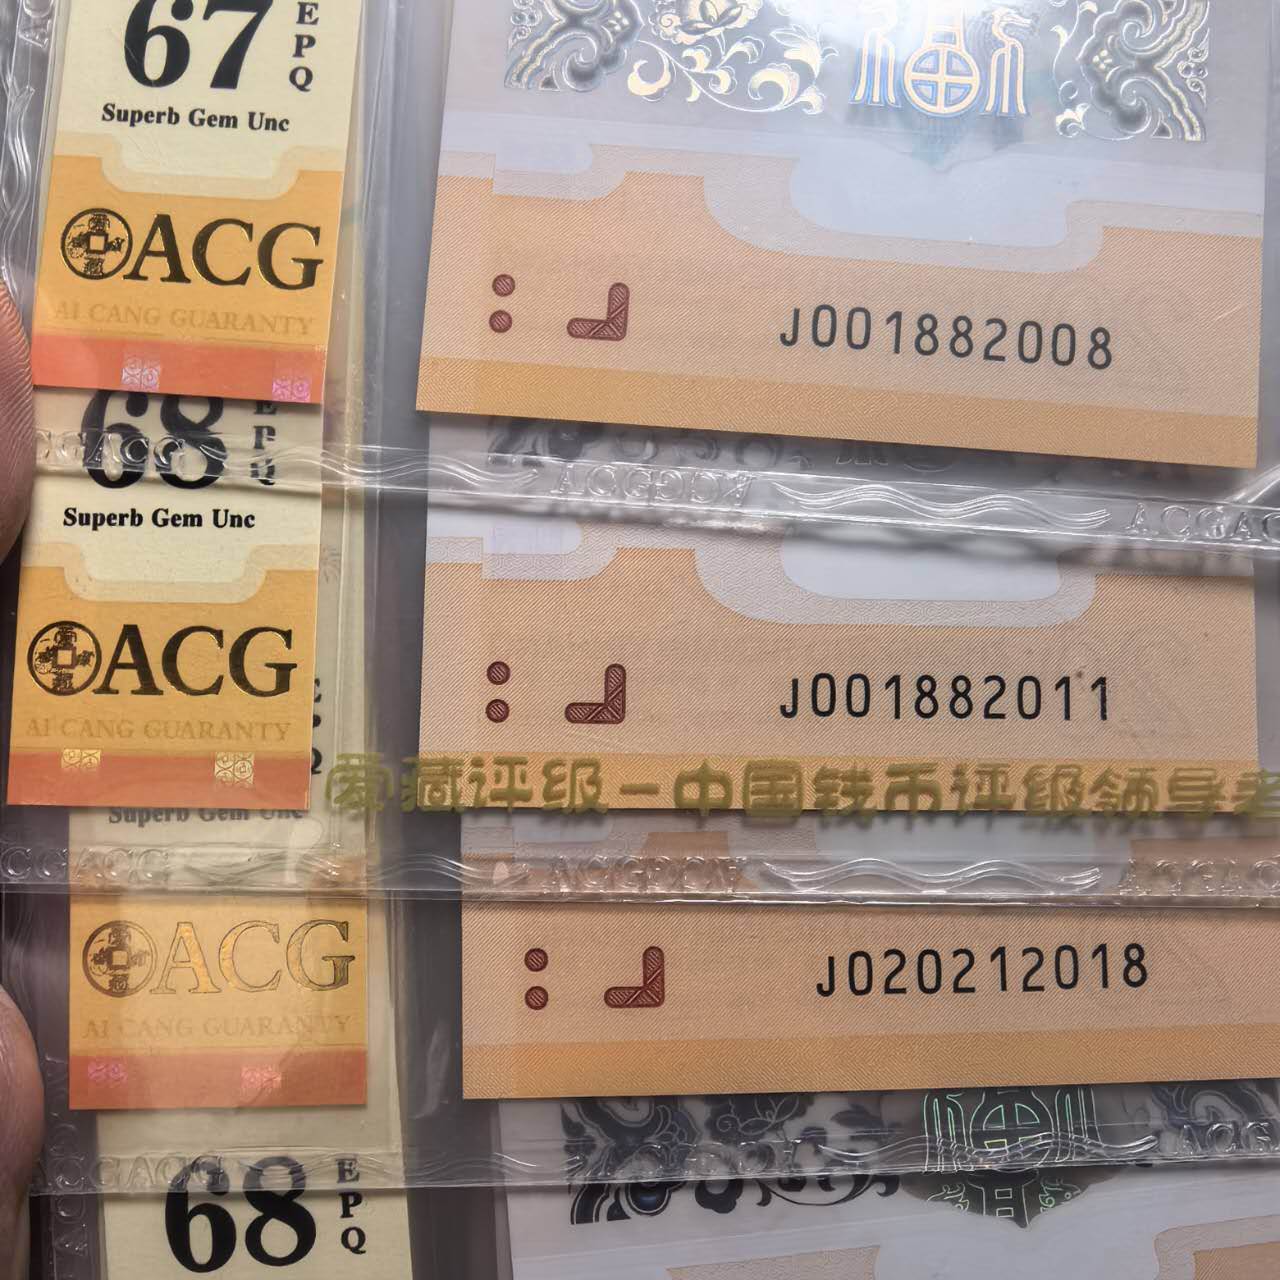 67 EPQ
Superb Gem Unc
ACG
AI CANG GUARANTY
J001882008
68 EPQ
Superb Gem Unc
ACG
AI CANG GUARANTY
J001882011
爱藏评级-中国钱币评级领导者
Superb Gem Unc
ACG
AI CANG GUARANTY
J020212018
68 EPQ